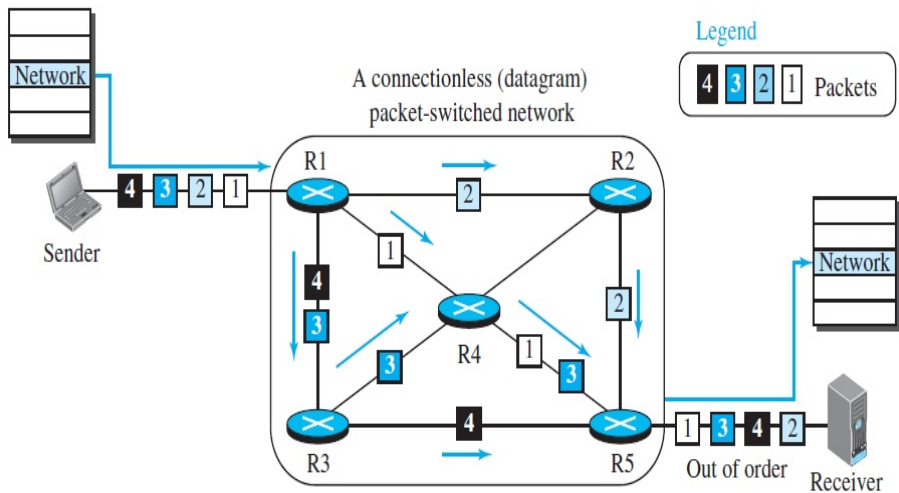 Legend
4 3 2 1 Packets
Network
A connectionless (datagram)
packet-switched network
R1
R2
4 3 2 1
2
Sender
1
4
3
Network
2
R4
1
3
3
4
1 3 4 2
R3
R5
Out of order
Receiver